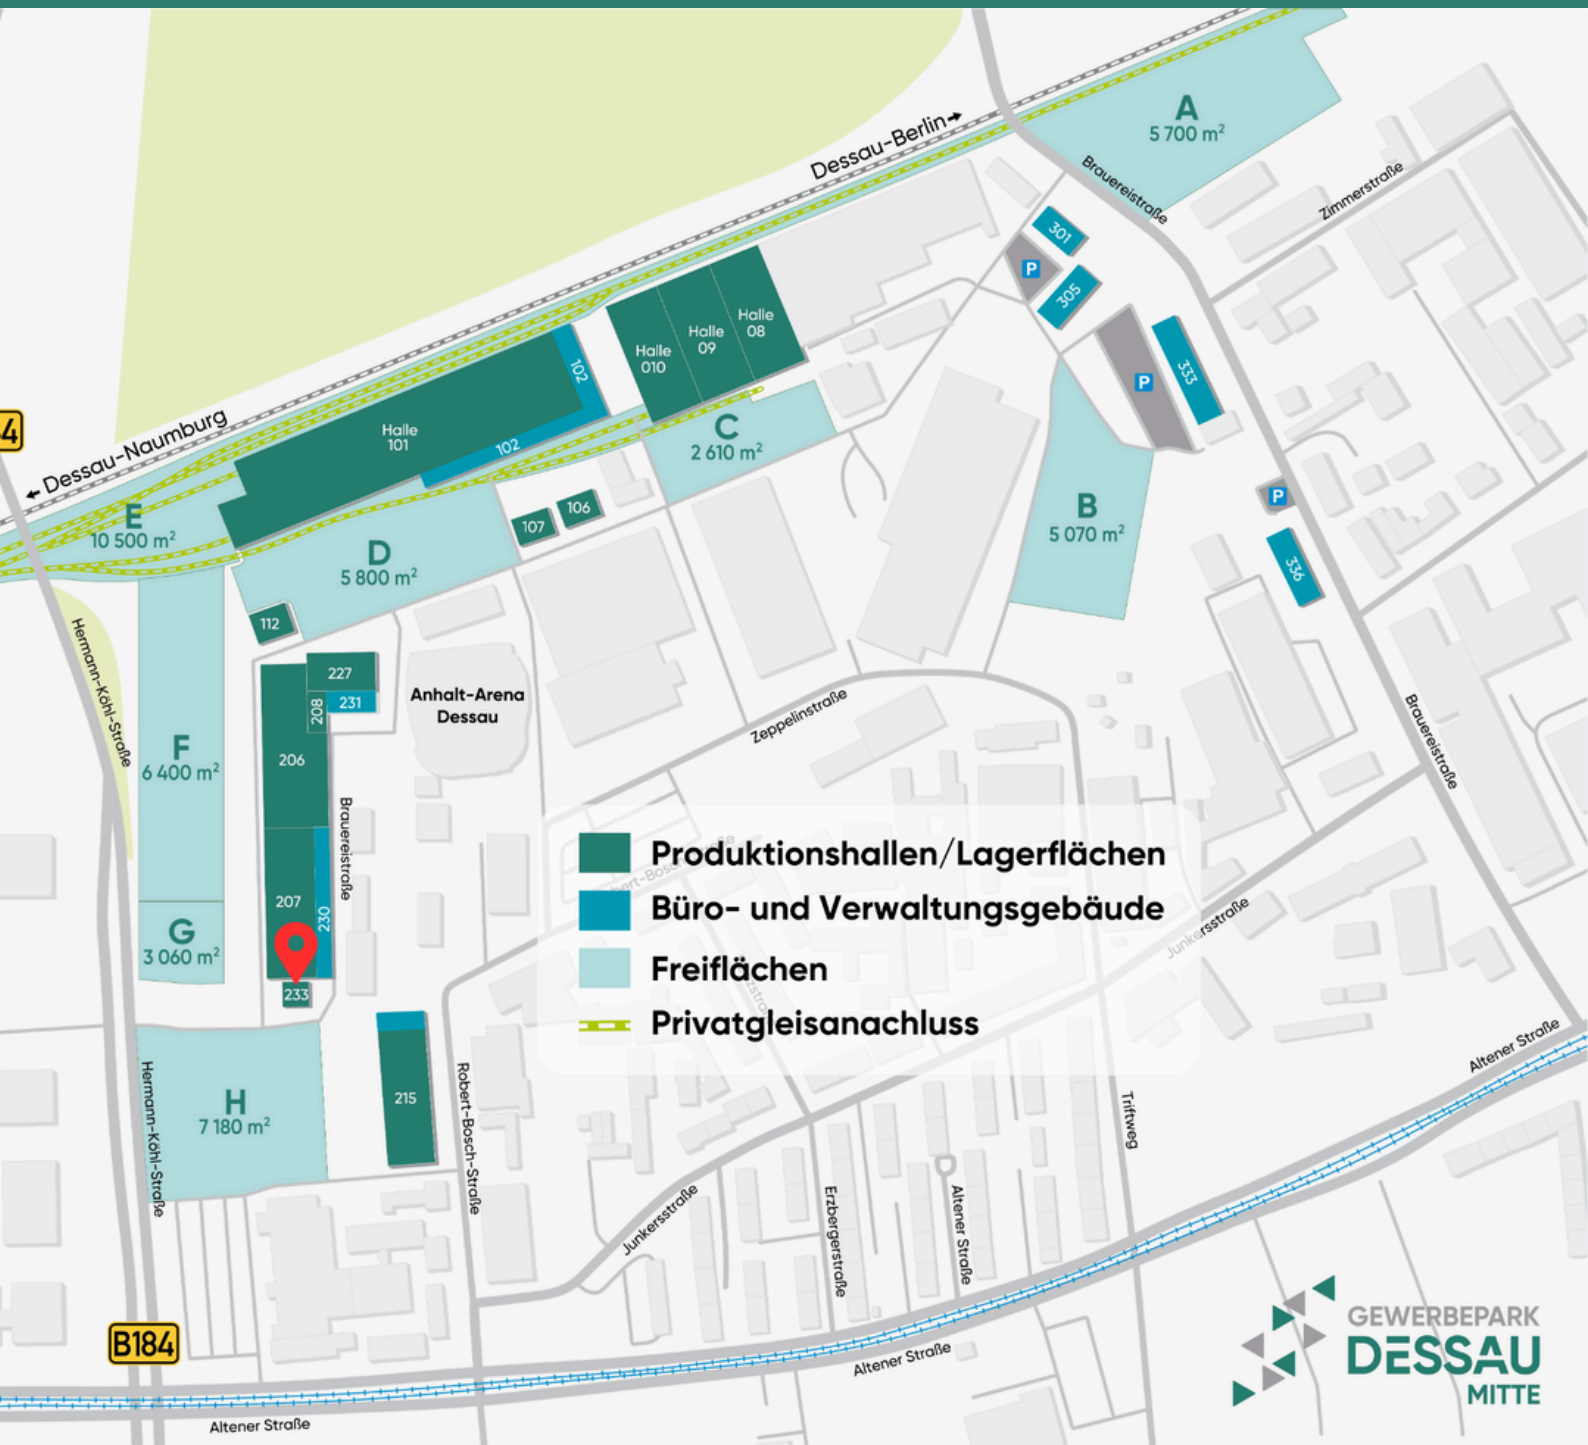 Dessau-Berlin
A
5 700 m²
Brauereistraße
Zimmerstraße
301
P
305
Halle
08
Halle
09
Halle
010
333
P
102
Halle
101
102
Dessau-Naumburg
4
C
2 610 m²
E
10 500 m²
D
5 800 m²
107
106
B
5 070 m²
P
336
112
Hermann-Köhl-Straße
227
231
208
206
Anhalt-Arena
Dessau
Zeppelinstraße
Brauereistraße
F
6 400 m²
Brauereistraße
207
230
G
3 060 m²
233
Produktionshallen/Lagerflächen
Büro- und Verwaltungsgebäude
Freiflächen
Privatgleisanachluss
Junkersstraße
H
7 180 m²
215
Hermann-Köhl-Straße
Robert-Bosch-Straße
Triftweg
Altener Straße
Junkersstraße
Erzbergerstraße
Altener Straße
B184
Altener Straße
Altener Straße
GEWERBEPARK
DESSAU
MITTE